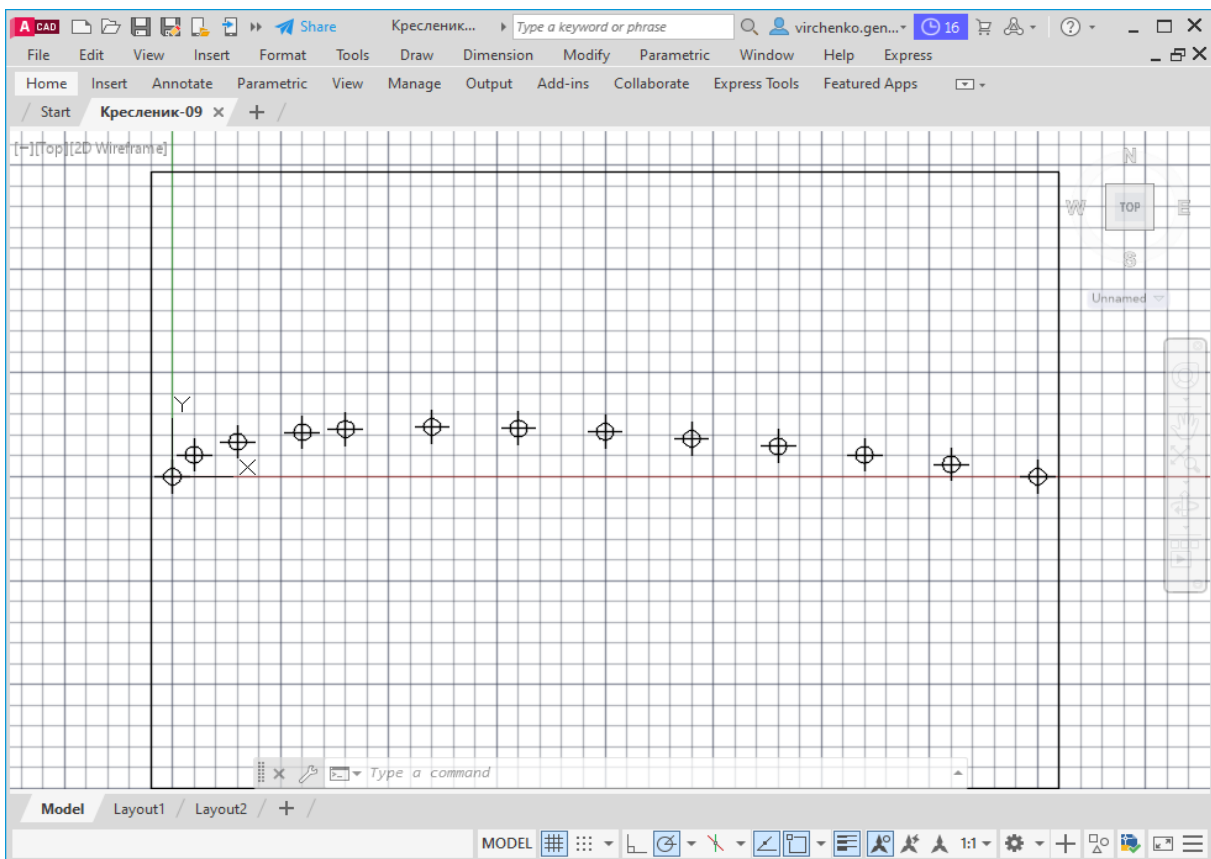 A CAD Share Кресленик... Type a keyword or phrase virchenko.gen... 16
File Edit View Insert Format Tools Draw Dimension Modify Parametric Window Help Express
Home Insert Annotate Parametric View Manage Output Add-ins Collaborate Express Tools Featured Apps
Start Кресленик-09
[−][Top][2D Wireframe]
N
W TOP E
S
Unnamed
Y
X
Type a command
Model Layout1 Layout2
MODEL 1:1